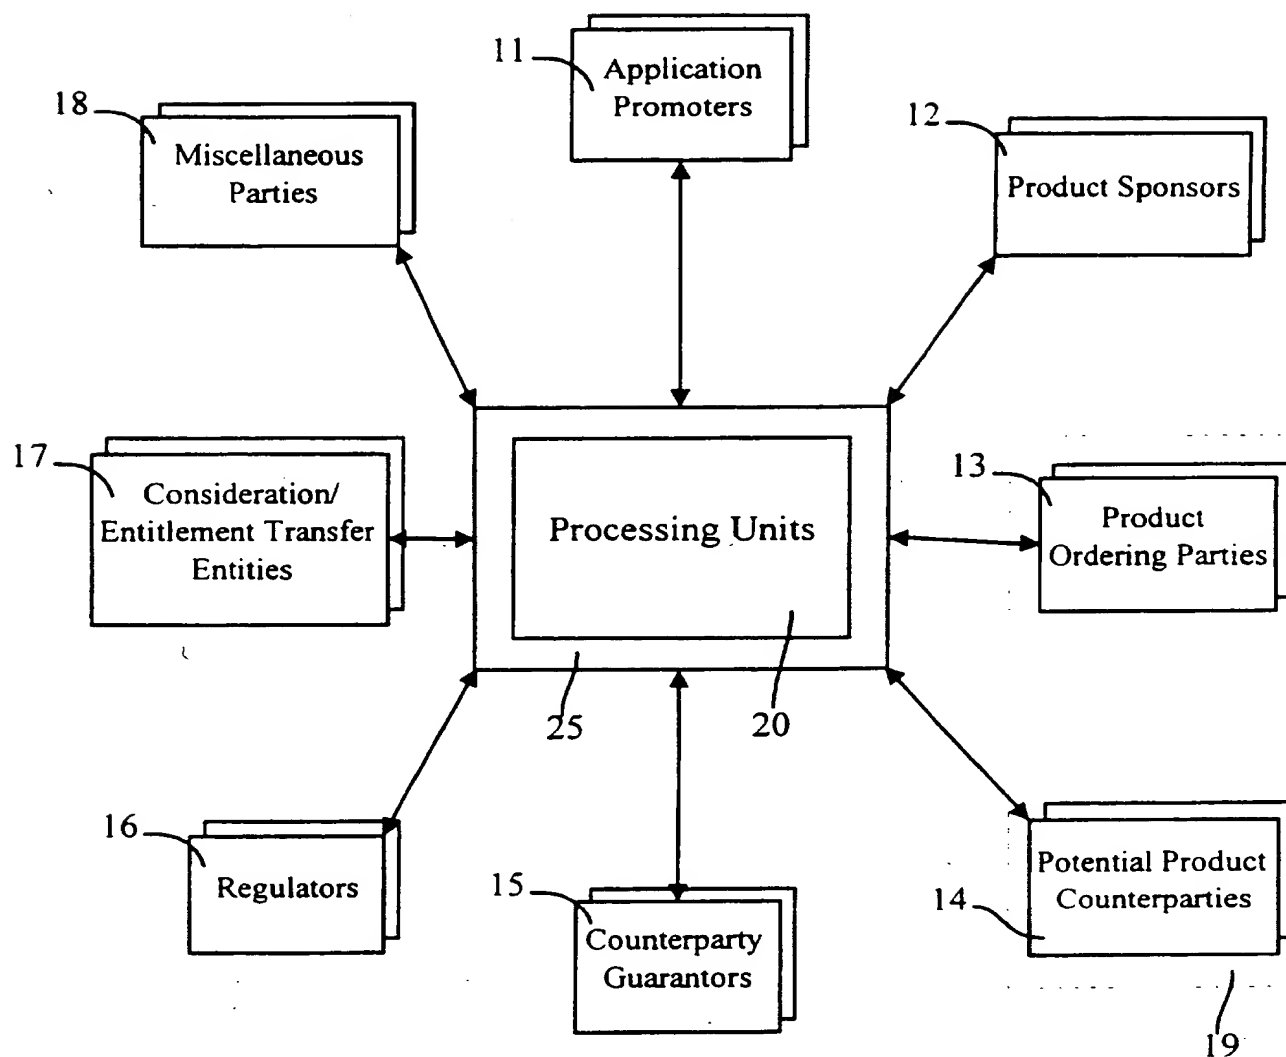 11
Application
Promoters
18
Miscellaneous
Parties
12
Product Sponsors
17
Consideration/
Entitlement Transfer
Entities
Processing Units
13
Product
Ordering Parties
25
20
16
Regulators
15
Counterparty
Guarantors
Potential Product
Counterparties
14
19